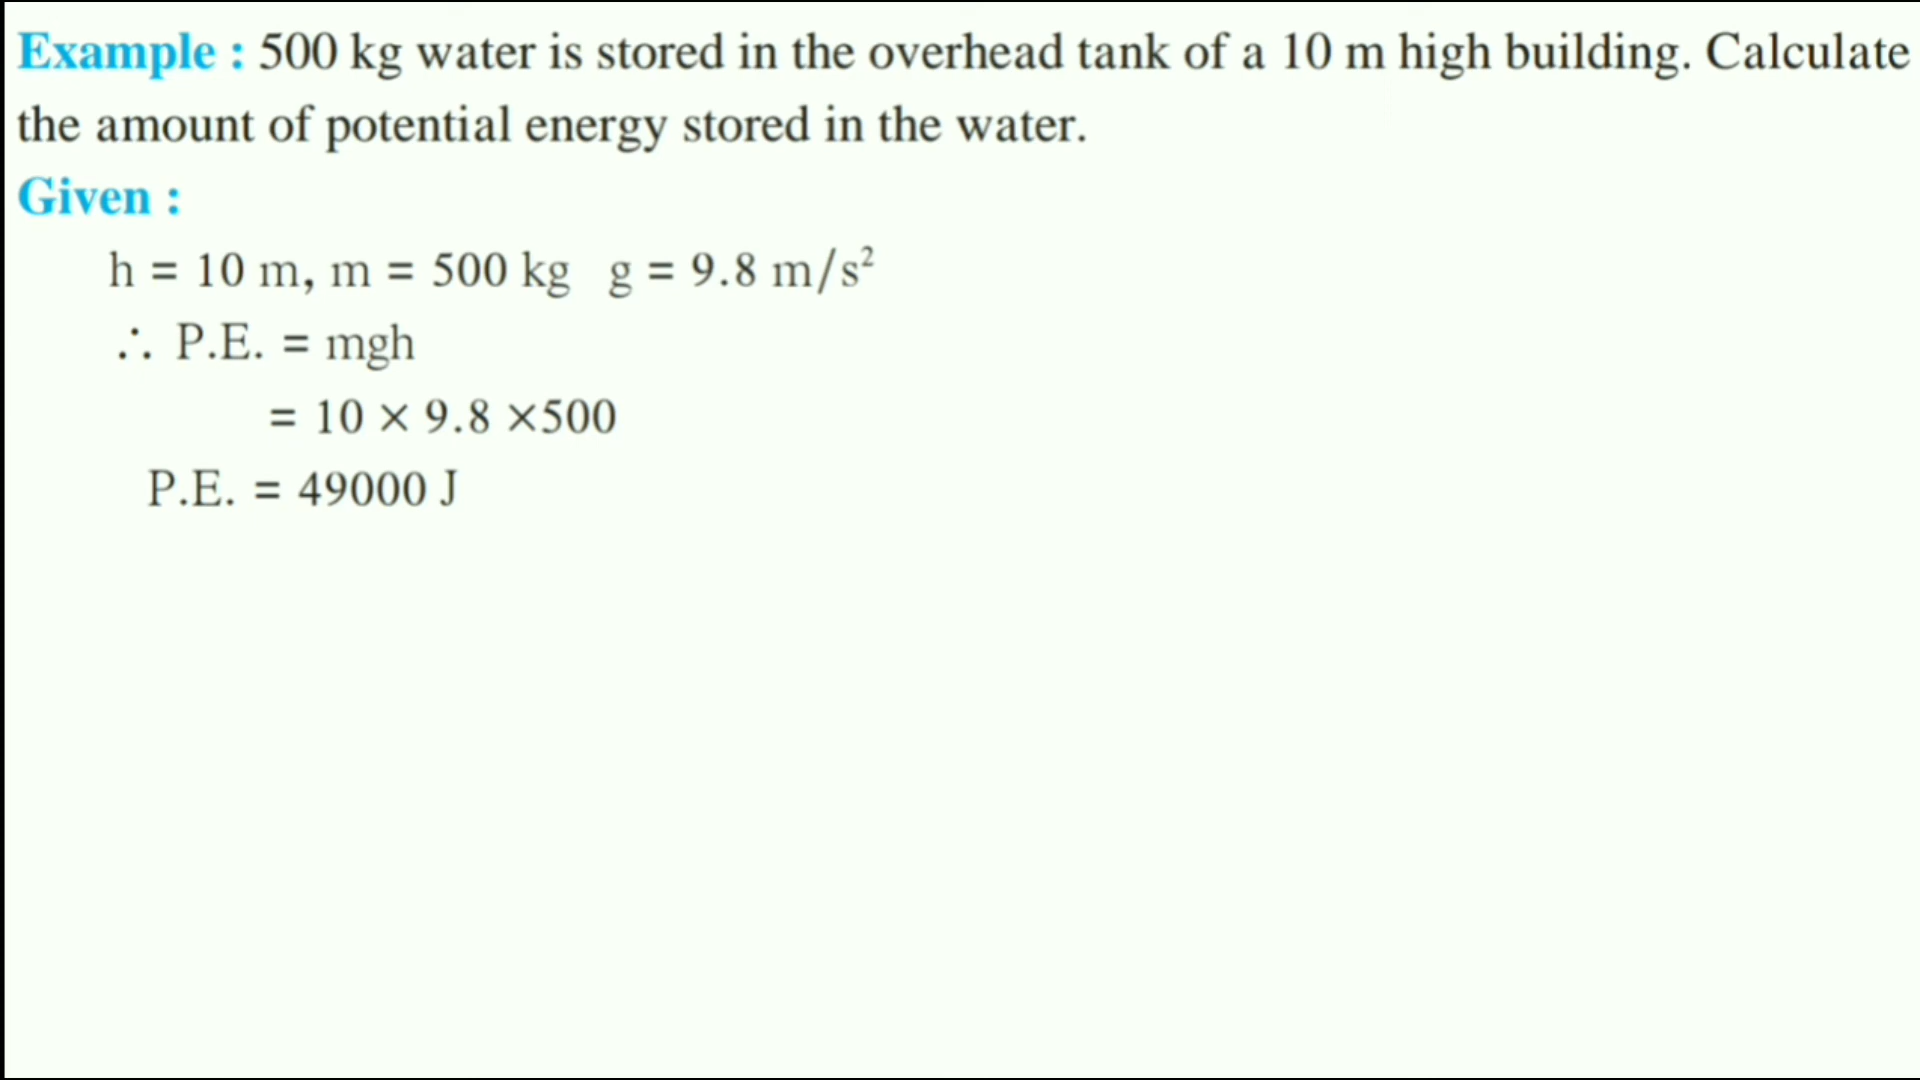 Example : 500 kg water is stored in the overhead tank of a 10 m high building. Calculate
the amount of potential energy stored in the water.
Given :
h = 10 m, m = 500 kg g = 9.8 m/s²
∴ P.E. = mgh
= 10 × 9.8 ×500
P.E. = 49000 J